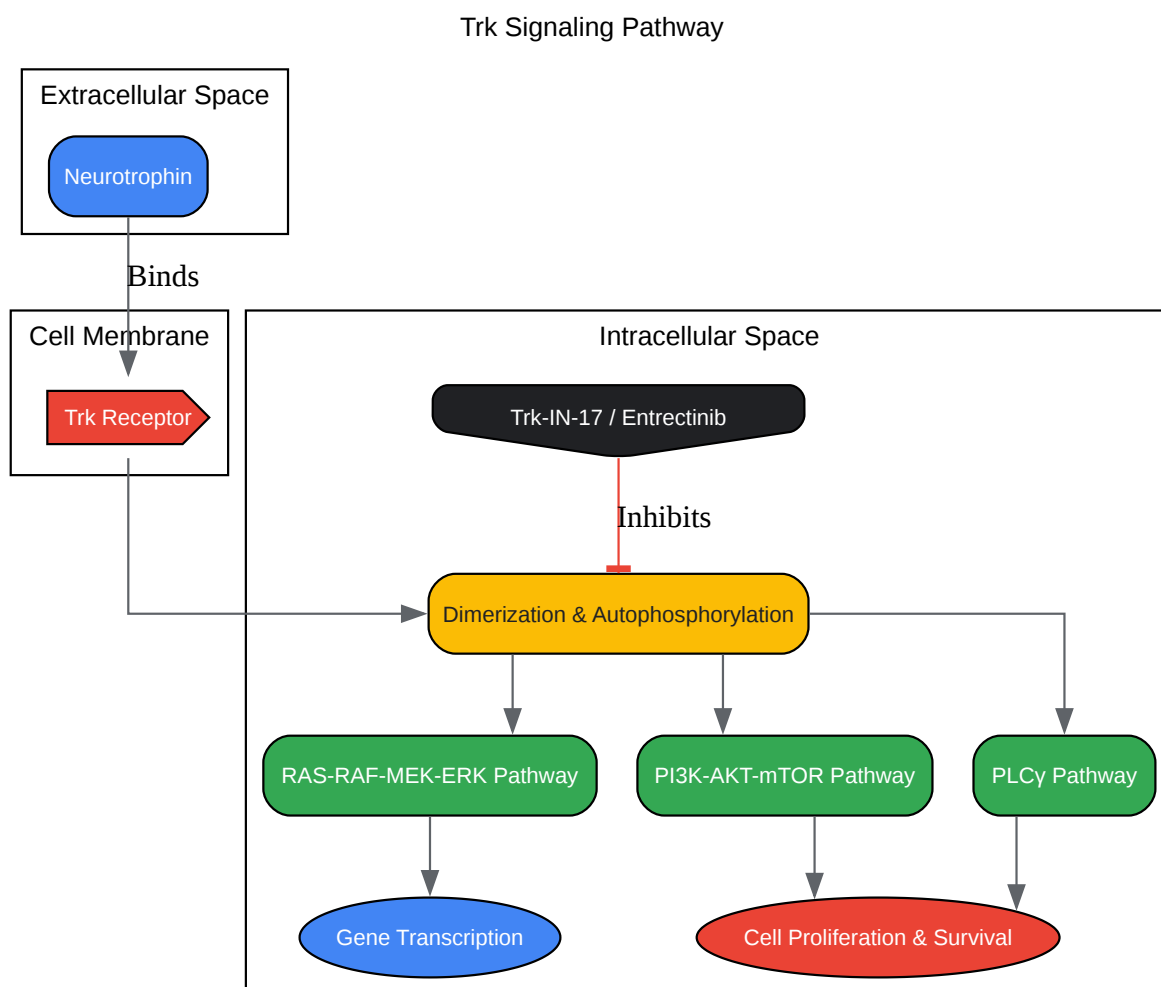 Trk Signaling Pathway
Extracellular Space
Neurotrophin
Binds
Cell Membrane
Intracellular Space
Trk Receptor
Trk-IN-17 / Entrectinib
Inhibits
Dimerization & Autophosphorylation
RAS-RAF-MEK-ERK Pathway
PI3K-AKT-mTOR Pathway
PLCγ Pathway
Gene Transcription
Cell Proliferation & Survival